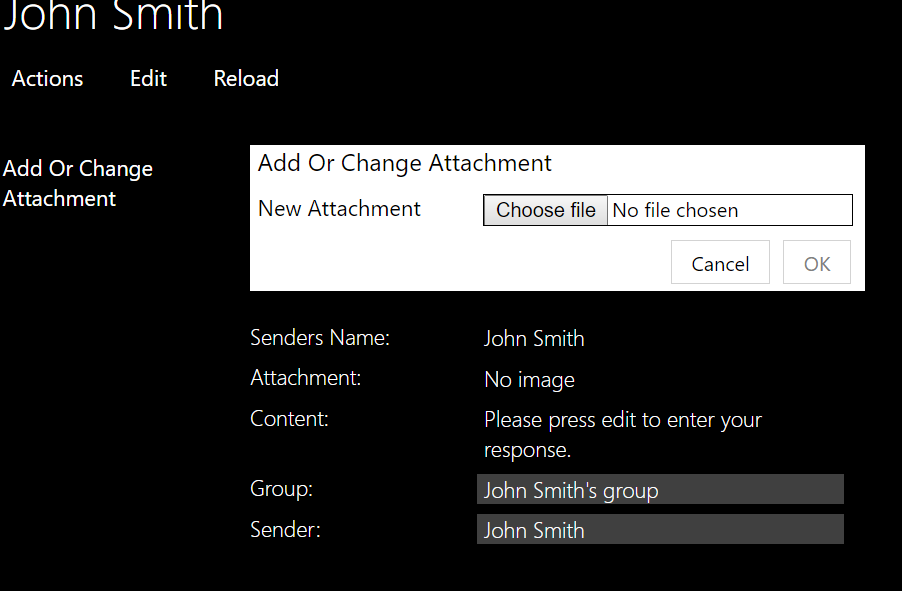 John Smith
Actions Edit Reload
Add Or Change
Attachment
Add Or Change Attachment
New Attachment Choose file No file chosen
Cancel OK
Senders Name: John Smith
Attachment: No image
Content: Please press edit to enter your
response.
Group: John Smith's group
Sender: John Smith